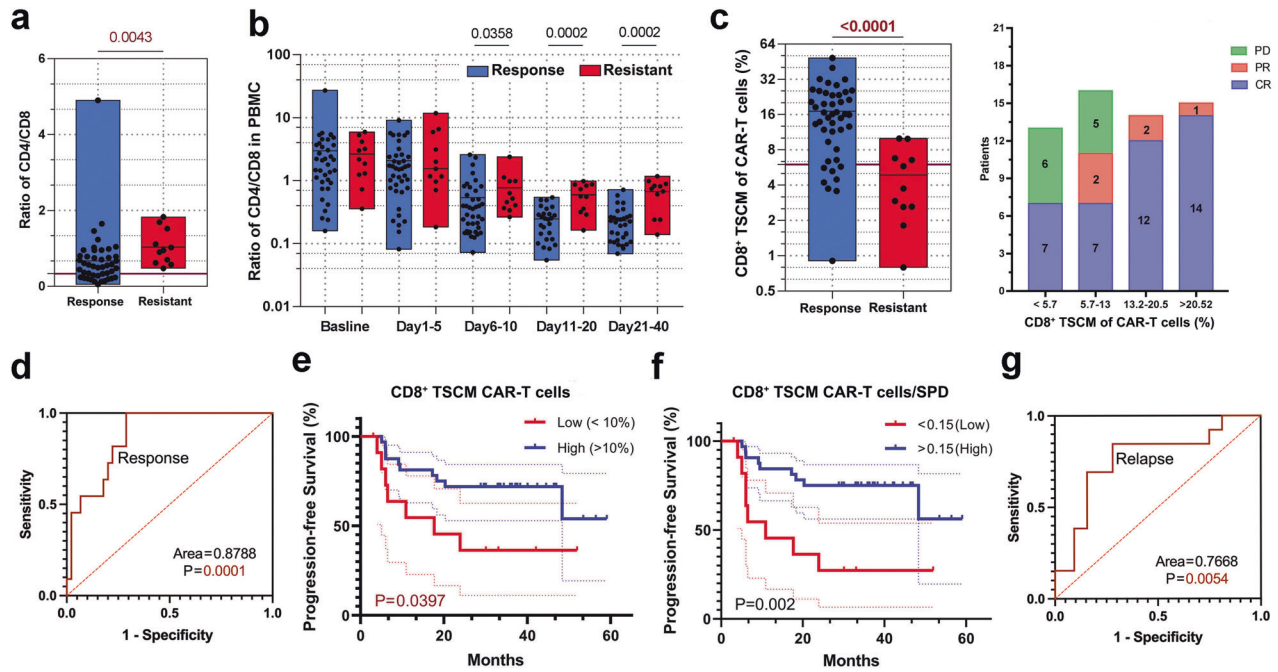 a
0.0043
Ratio of CD4/CD8
6
4
2
0
Response
Resistant
b
0.0358
0.0002
0.0002
Response
Resistant
Ratio of CD4/CD8 in PBMC
100
10
1
0.1
0.01
Basline
Day1-5
Day6-10
Day11-20
Day21-40
c
<0.0001
CD8⁺ TSCM of CAR-T cells (%)
64
32
16
8
4
2
1
0.5
Response
Resistant
Patients
21
18
15
12
9
6
3
0
PD
PR
CR
6
7
5
2
7
2
12
1
14
< 5.7
5.7-13
13.2-20.5
>20.52
CD8⁺ TSCM of CAR-T cells (%)
d
Sensitivity
1.0
0.5
0.0
Response
Area=0.8788
P=0.0001
0.0
0.5
1.0
1 - Specificity
e
CD8⁺ TSCM CAR-T cells
Low (< 10%)
High (>10%)
Progression-free Survival (%)
100
50
0
P=0.0397
0
20
40
60
Months
f
CD8⁺ TSCM CAR-T cells/SPD
<0.15(Low)
>0.15(High)
Progression-free Survival (%)
100
50
0
P=0.002
0
20
40
60
Months
g
Sensitivity
1.0
0.5
0.0
Relapse
Area=0.7668
P=0.0054
0.0
0.5
1.0
1 - Specificity